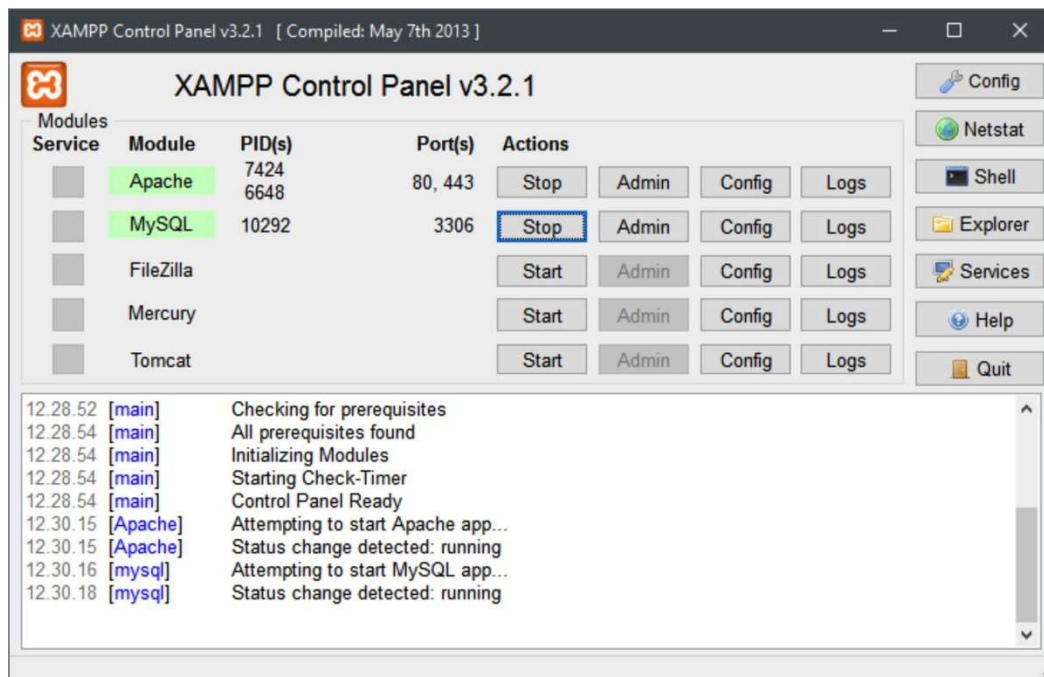 XAMPP Control Panel v3.2.1 [ Compiled: May 7th 2013 ]
XAMPP Control Panel v3.2.1
Config
Modules
Netstat
Service Module PID(s) Port(s) Actions
Apache 7424 6648 80, 443 Stop Admin Config Logs
Shell
MySQL 10292 3306 Stop Admin Config Logs
Explorer
FileZilla Start Admin Config Logs
Services
Mercury Start Admin Config Logs
Help
Tomcat Start Admin Config Logs
Quit
12.28.52 [main] Checking for prerequisites
12.28.54 [main] All prerequisites found
12.28.54 [main] Initializing Modules
12.28.54 [main] Starting Check-Timer
12.28.54 [main] Control Panel Ready
12.30.15 [Apache] Attempting to start Apache app...
12.30.15 [Apache] Status change detected: running
12.30.16 [mysql] Attempting to start MySQL app...
12.30.18 [mysql] Status change detected: running